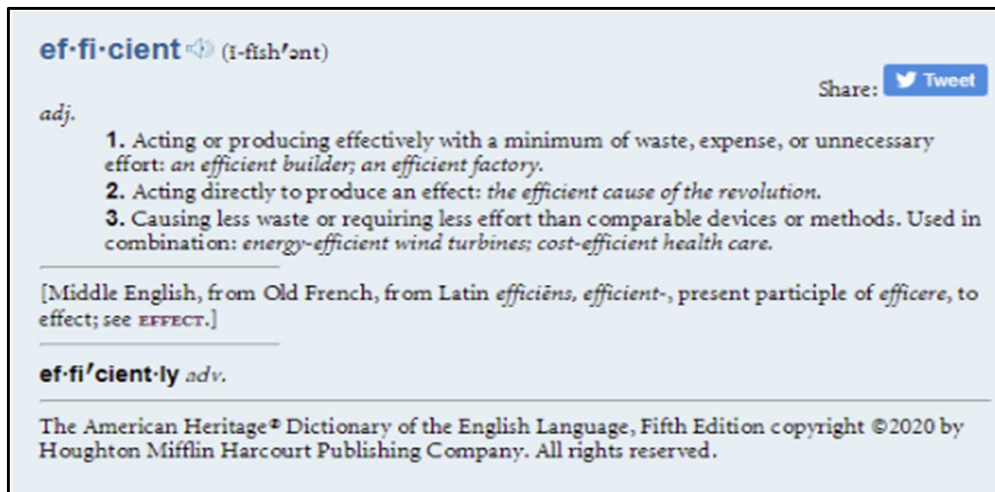 ef·fi·cient (ĭ-fĭsh′ənt)
Share: Tweet
adj.
1. Acting or producing effectively with a minimum of waste, expense, or unnecessary
effort: an efficient builder; an efficient factory.
2. Acting directly to produce an effect: the efficient cause of the revolution.
3. Causing less waste or requiring less effort than comparable devices or methods. Used in
combination: energy-efficient wind turbines; cost-efficient health care.
[Middle English, from Old French, from Latin efficiēns, efficient-, present participle of efficere, to
effect; see EFFECT.]
ef·fi′cient·ly adv.
The American Heritage® Dictionary of the English Language, Fifth Edition copyright ©2020 by
Houghton Mifflin Harcourt Publishing Company. All rights reserved.